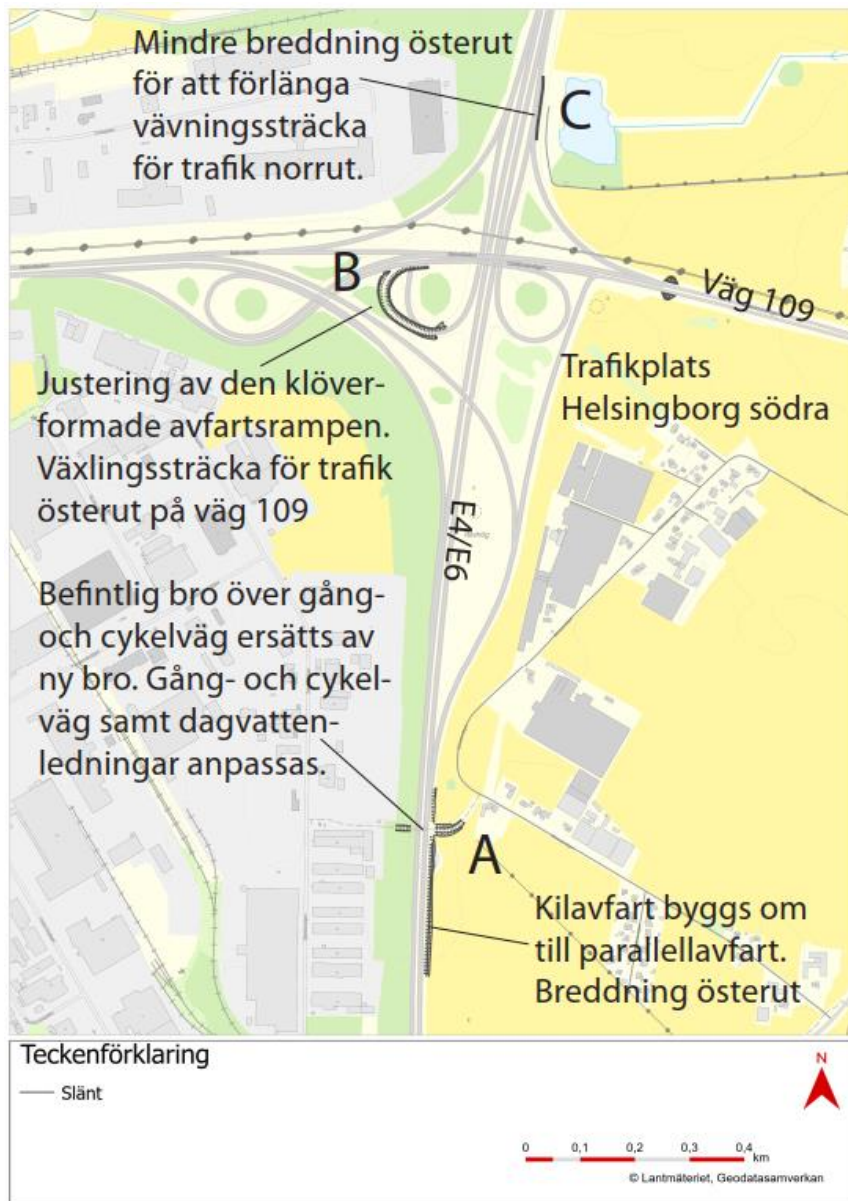 Mindre breddning österut
för att förlänga
vävningssträcka
för trafik norrut.
C
B
Väg 109
Justering av den klöver-
formade avfartsrampen.
Växlingssträcka för trafik
österut på väg 109
Trafikplats
Helsingborg södra
E4/E6
Befintlig bro över gång-
och cykelväg ersätts av
ny bro. Gång- och cykel-
väg samt dagvatten-
ledningar anpassas.
A
Kilavfart byggs om
till parallellavfart.
Breddning österut
Teckenförklaring
Slänt
N
0 0,1 0,2 0,3 0,4
km
© Lantmäteriet, Geodatasamverkan